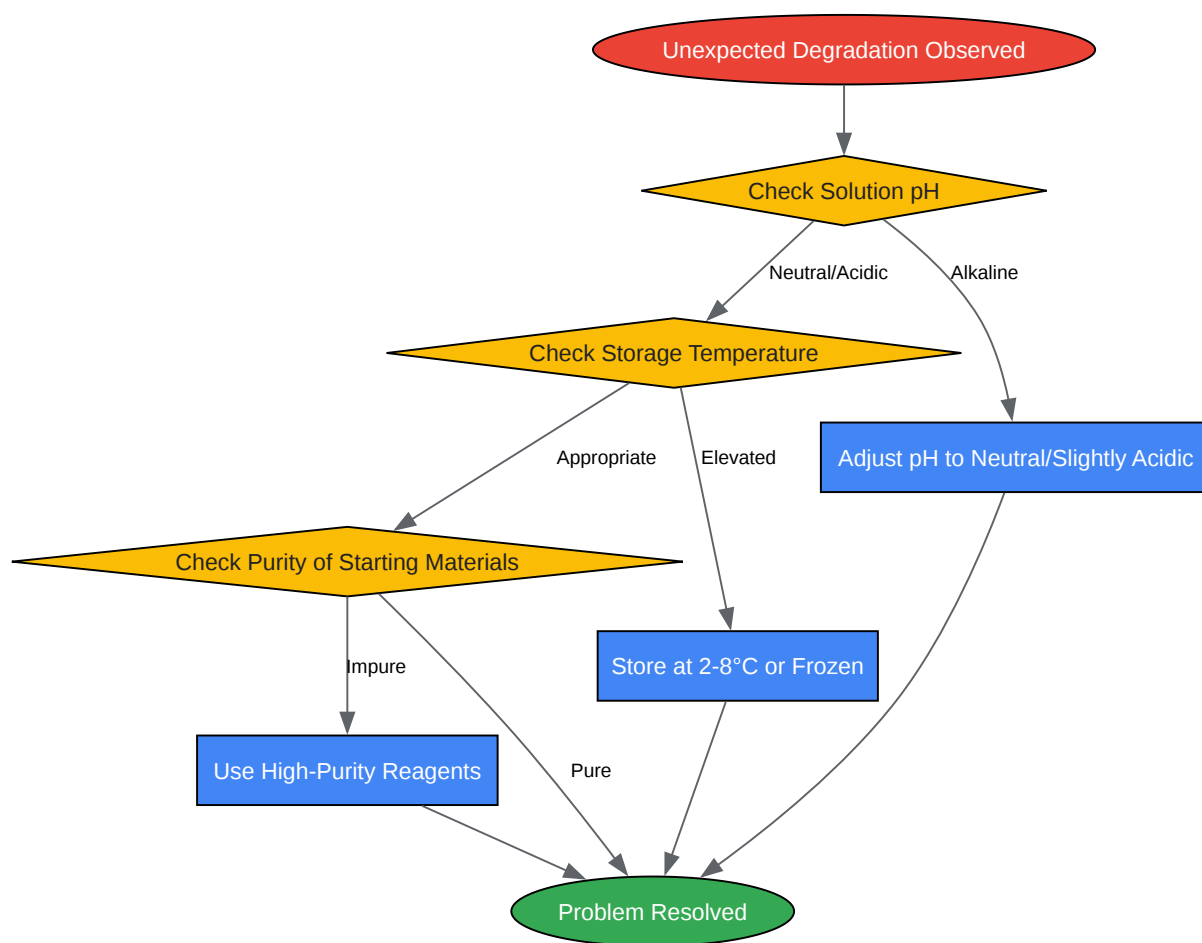 Unexpected Degradation Observed
Check Solution pH
Neutral/Acidic
Alkaline
Check Storage Temperature
Appropriate
Elevated
Adjust pH to Neutral/Slightly Acidic
Check Purity of Starting Materials
Impure
Store at 2-8°C or Frozen
Use High-Purity Reagents
Pure
Problem Resolved